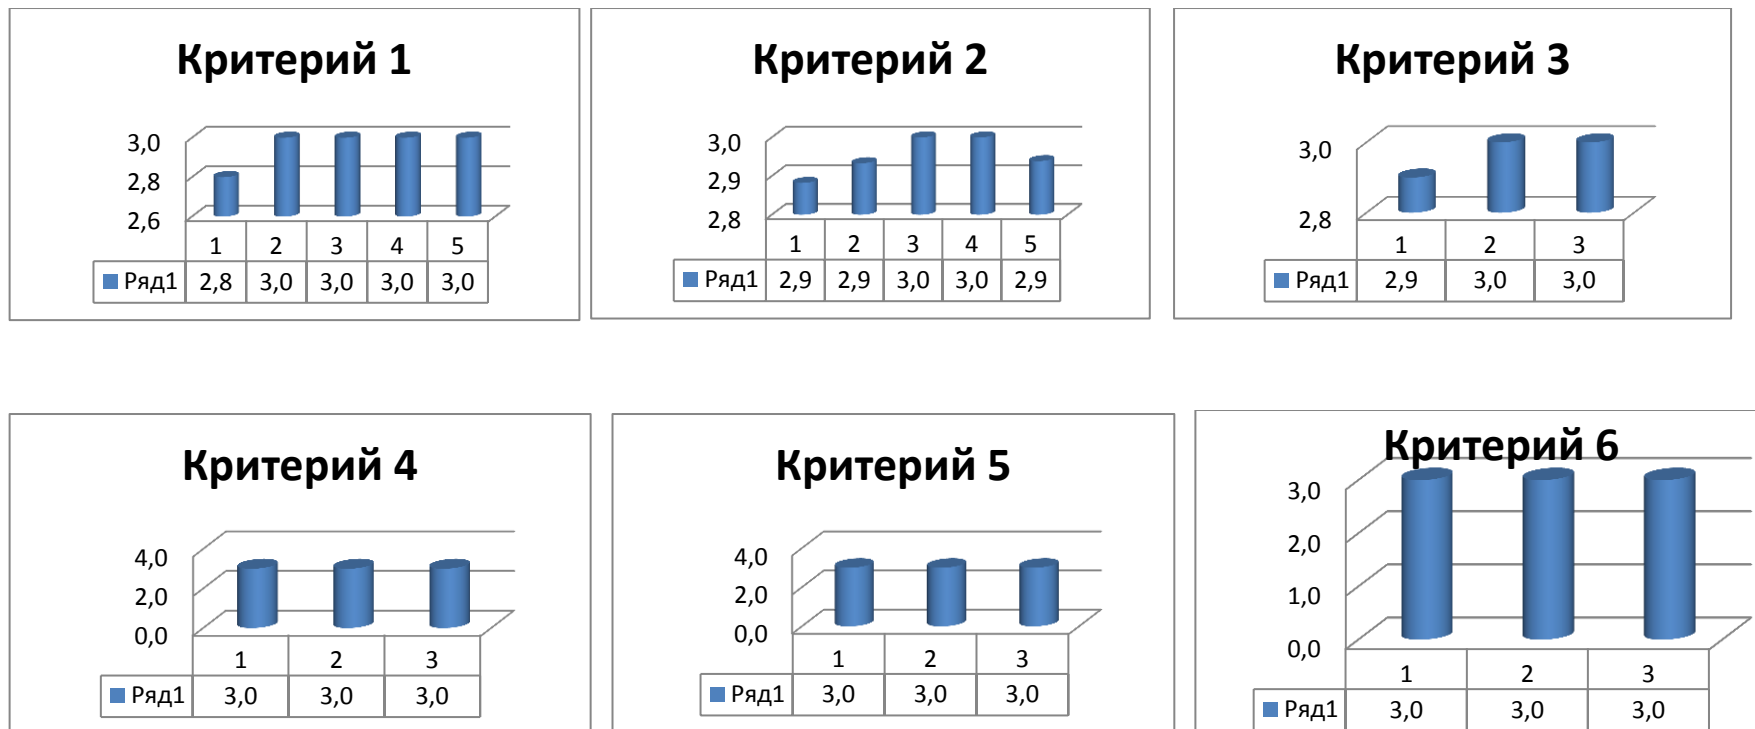 Критерий 1
3,0
2,8
2,6
1 2 3 4 5
Ряд1 2,8 3,0 3,0 3,0 3,0
Критерий 2
3,0
2,9
2,8
1 2 3 4 5
Ряд1 2,9 2,9 3,0 3,0 2,9
Критерий 3
3,0
2,8
1 2 3
Ряд1 2,9 3,0 3,0
Критерий 4
4,0
2,0
0,0
1 2 3
Ряд1 3,0 3,0 3,0
Критерий 5
4,0
2,0
0,0
1 2 3
Ряд1 3,0 3,0 3,0
Критерий 6
3,0
2,0
1,0
0,0
1 2 3
Ряд1 3,0 3,0 3,0